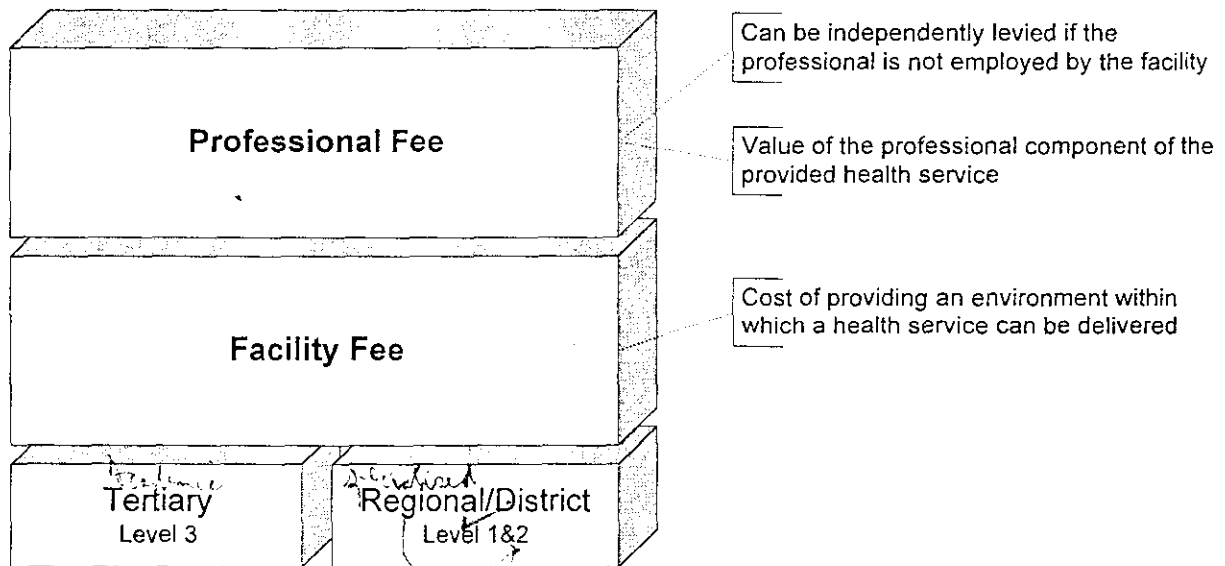 Can be independently levied if the
professional is not employed by the facility
Professional Fee
Value of the professional component of the
provided health service
Cost of providing an environment within
which a health service can be delivered
Facility Fee
Tertiary
Level 3
Specialized
Regional/District
Level 1&2